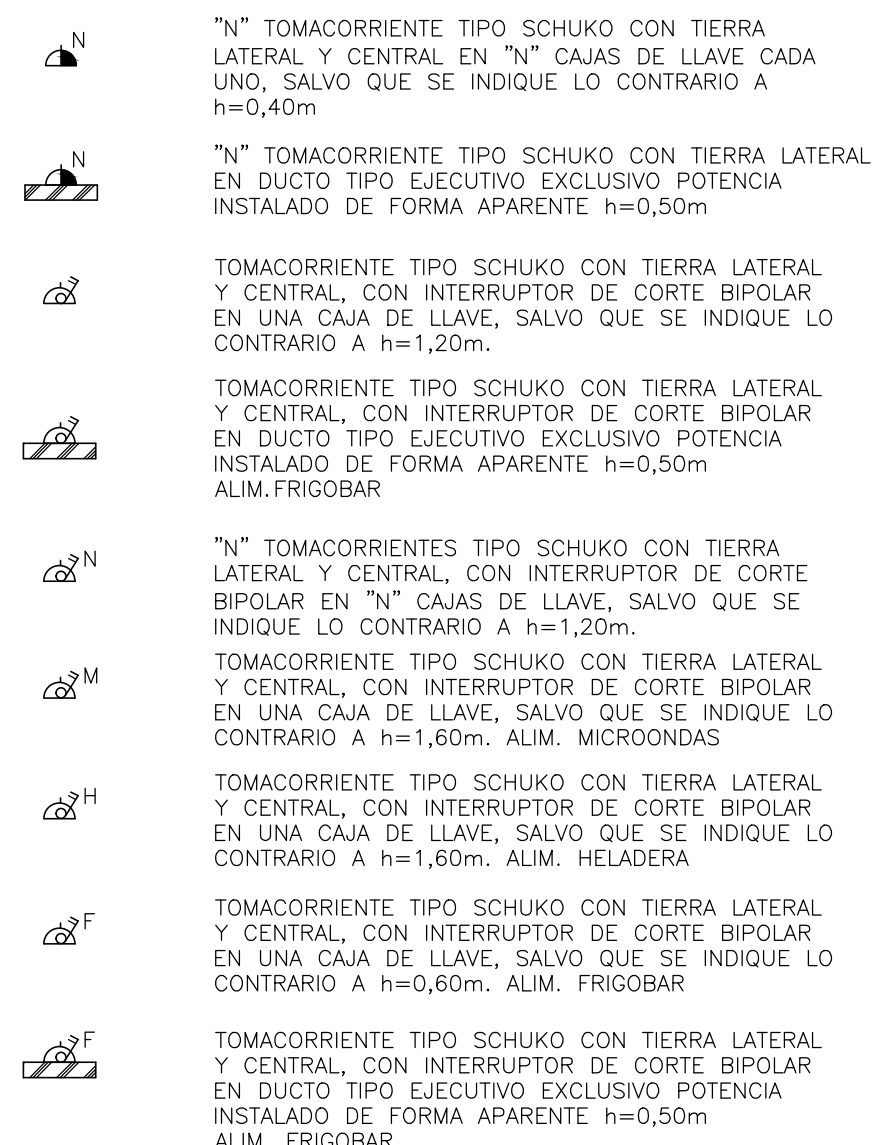 N
"N" TOMACORRIENTE TIPO SCHUKO CON TIERRA
LATERAL Y CENTRAL EN "N" CAJAS DE LLAVE CADA
UNO, SALVO QUE SE INDIQUE LO CONTRARIO A
h=0,40m
N
"N" TOMACORRIENTE TIPO SCHUKO CON TIERRA LATERAL
EN DUCTO TIPO EJECUTIVO EXCLUSIVO POTENCIA
INSTALADO DE FORMA APARENTE h=0,50m
TOMACORRIENTE TIPO SCHUKO CON TIERRA LATERAL
Y CENTRAL, CON INTERRUPTOR DE CORTE BIPOLAR
EN UNA CAJA DE LLAVE, SALVO QUE SE INDIQUE LO
CONTRARIO A h=1,20m.
TOMACORRIENTE TIPO SCHUKO CON TIERRA LATERAL
Y CENTRAL, CON INTERRUPTOR DE CORTE BIPOLAR
EN DUCTO TIPO EJECUTIVO EXCLUSIVO POTENCIA
INSTALADO DE FORMA APARENTE h=0,50m
ALIM.FRIGOBAR
N
"N" TOMACORRIENTES TIPO SCHUKO CON TIERRA
LATERAL Y CENTRAL, CON INTERRUPTOR DE CORTE
BIPOLAR EN "N" CAJAS DE LLAVE, SALVO QUE SE
INDIQUE LO CONTRARIO A h=1,20m.
M
TOMACORRIENTE TIPO SCHUKO CON TIERRA LATERAL
Y CENTRAL, CON INTERRUPTOR DE CORTE BIPOLAR
EN UNA CAJA DE LLAVE, SALVO QUE SE INDIQUE LO
CONTRARIO A h=1,60m. ALIM. MICROONDAS
H
TOMACORRIENTE TIPO SCHUKO CON TIERRA LATERAL
Y CENTRAL, CON INTERRUPTOR DE CORTE BIPOLAR
EN UNA CAJA DE LLAVE, SALVO QUE SE INDIQUE LO
CONTRARIO A h=1,60m. ALIM. HELADERA
F
TOMACORRIENTE TIPO SCHUKO CON TIERRA LATERAL
Y CENTRAL, CON INTERRUPTOR DE CORTE BIPOLAR
EN UNA CAJA DE LLAVE, SALVO QUE SE INDIQUE LO
CONTRARIO A h=0,60m. ALIM. FRIGOBAR
F
TOMACORRIENTE TIPO SCHUKO CON TIERRA LATERAL
Y CENTRAL, CON INTERRUPTOR DE CORTE BIPOLAR
EN DUCTO TIPO EJECUTIVO EXCLUSIVO POTENCIA
INSTALADO DE FORMA APARENTE h=0,50m
ALIM. FRIGOBAR